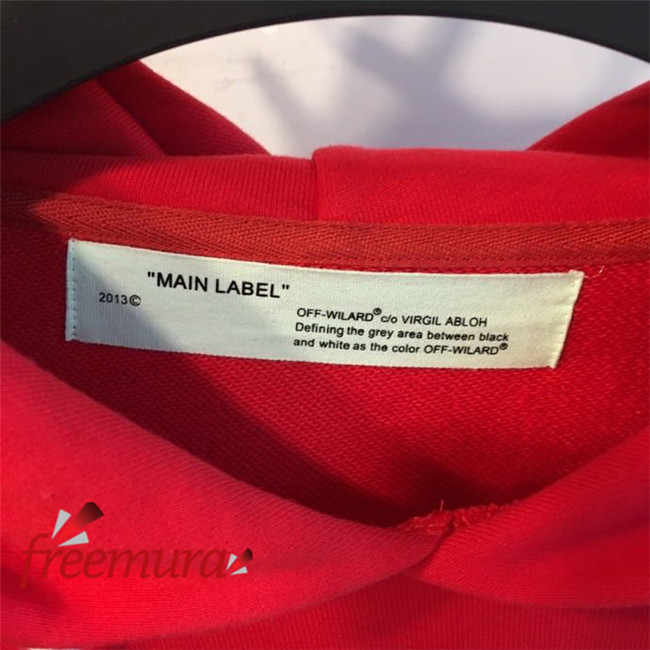 "MAIN LABEL"
2013©
OFF-WILARD® c/o VIRGIL ABLOH
Defining the grey area between black
and white as the color OFF-WILARD®
freemura